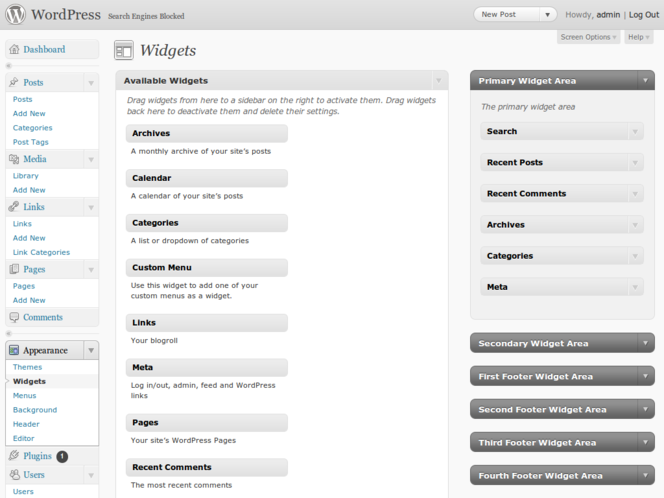 WordPress Search Engines Blocked
New Post
Howdy, admin | Log Out
Screen Options
Help
Dashboard
Posts
Posts
Add New
Categories
Post Tags
Media
Library
Add New
Links
Links
Add New
Link Categories
Pages
Pages
Add New
Comments
Appearance
Themes
Widgets
Menus
Background
Header
Editor
Plugins 1
Users
Users
Widgets
Available Widgets
Drag widgets from here to a sidebar on the right to activate them. Drag widgets
back here to deactivate them and delete their settings.
Archives
A monthly archive of your site's posts
Calendar
A calendar of your site's posts
Categories
A list or dropdown of categories
Custom Menu
Use this widget to add one of your
custom menus as a widget.
Links
Your blogroll
Meta
Log in/out, admin, feed and WordPress
links
Pages
Your site's WordPress Pages
Recent Comments
The most recent comments
Primary Widget Area
The primary widget area
Search
Recent Posts
Recent Comments
Archives
Categories
Meta
Secondary Widget Area
First Footer Widget Area
Second Footer Widget Area
Third Footer Widget Area
Fourth Footer Widget Area